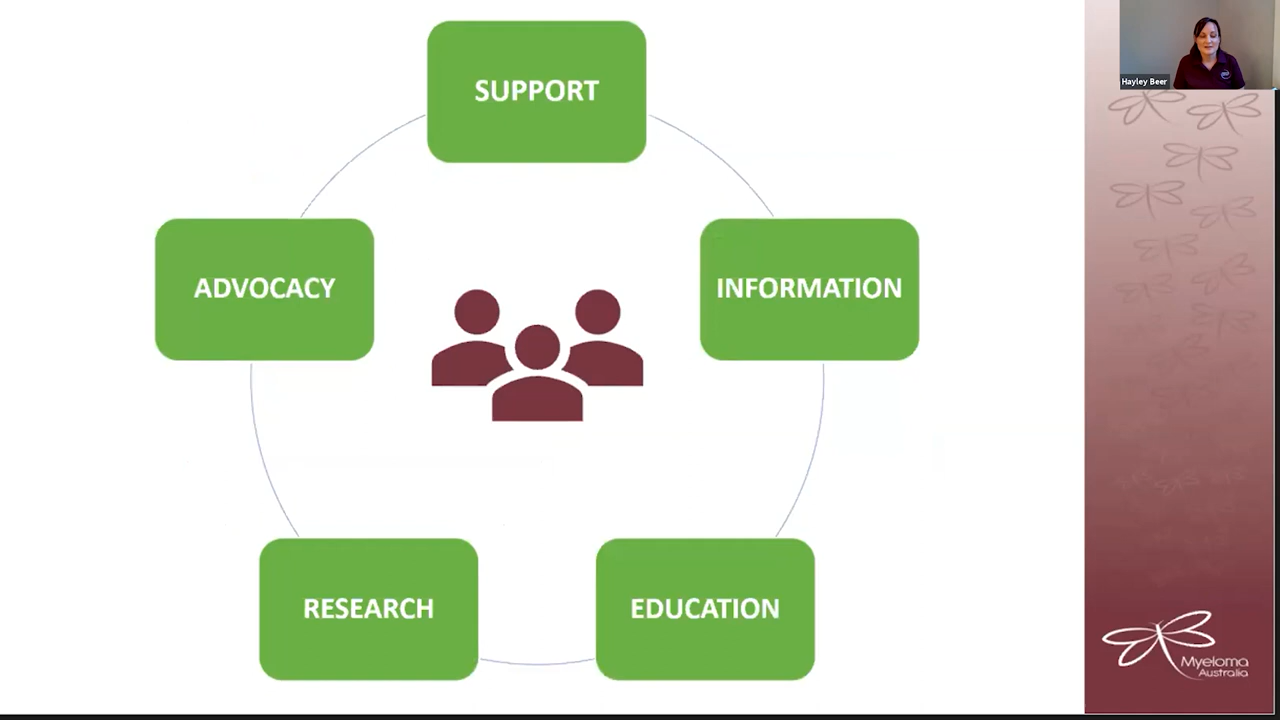 SUPPORT
Hayley Beer
ADVOCACY
INFORMATION
RESEARCH
EDUCATION
Myeloma
Australia